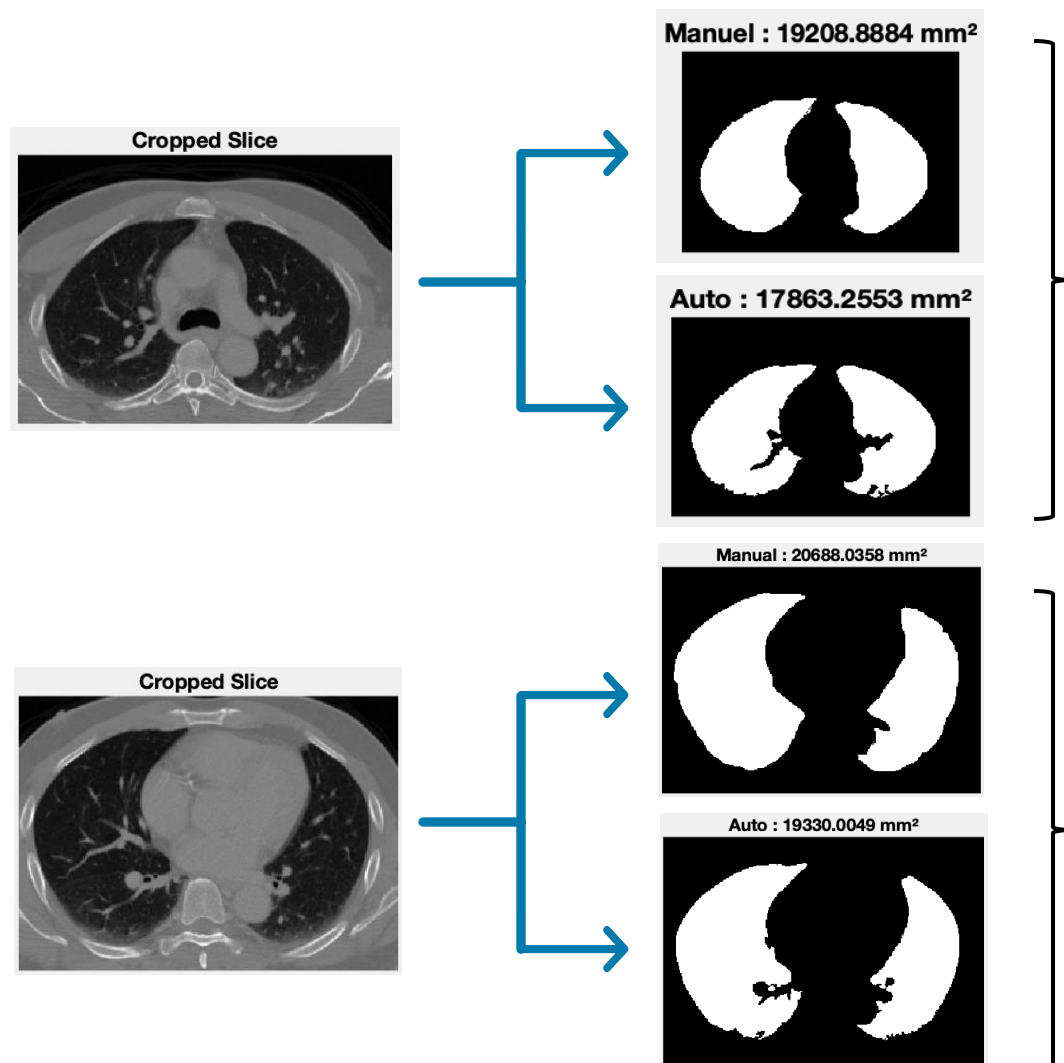 Manuel : 19208.8884 mm²
Cropped Slice
Auto : 17863.2553 mm²
Manual : 20688.0358 mm²
Cropped Slice
Auto : 19330.0049 mm²